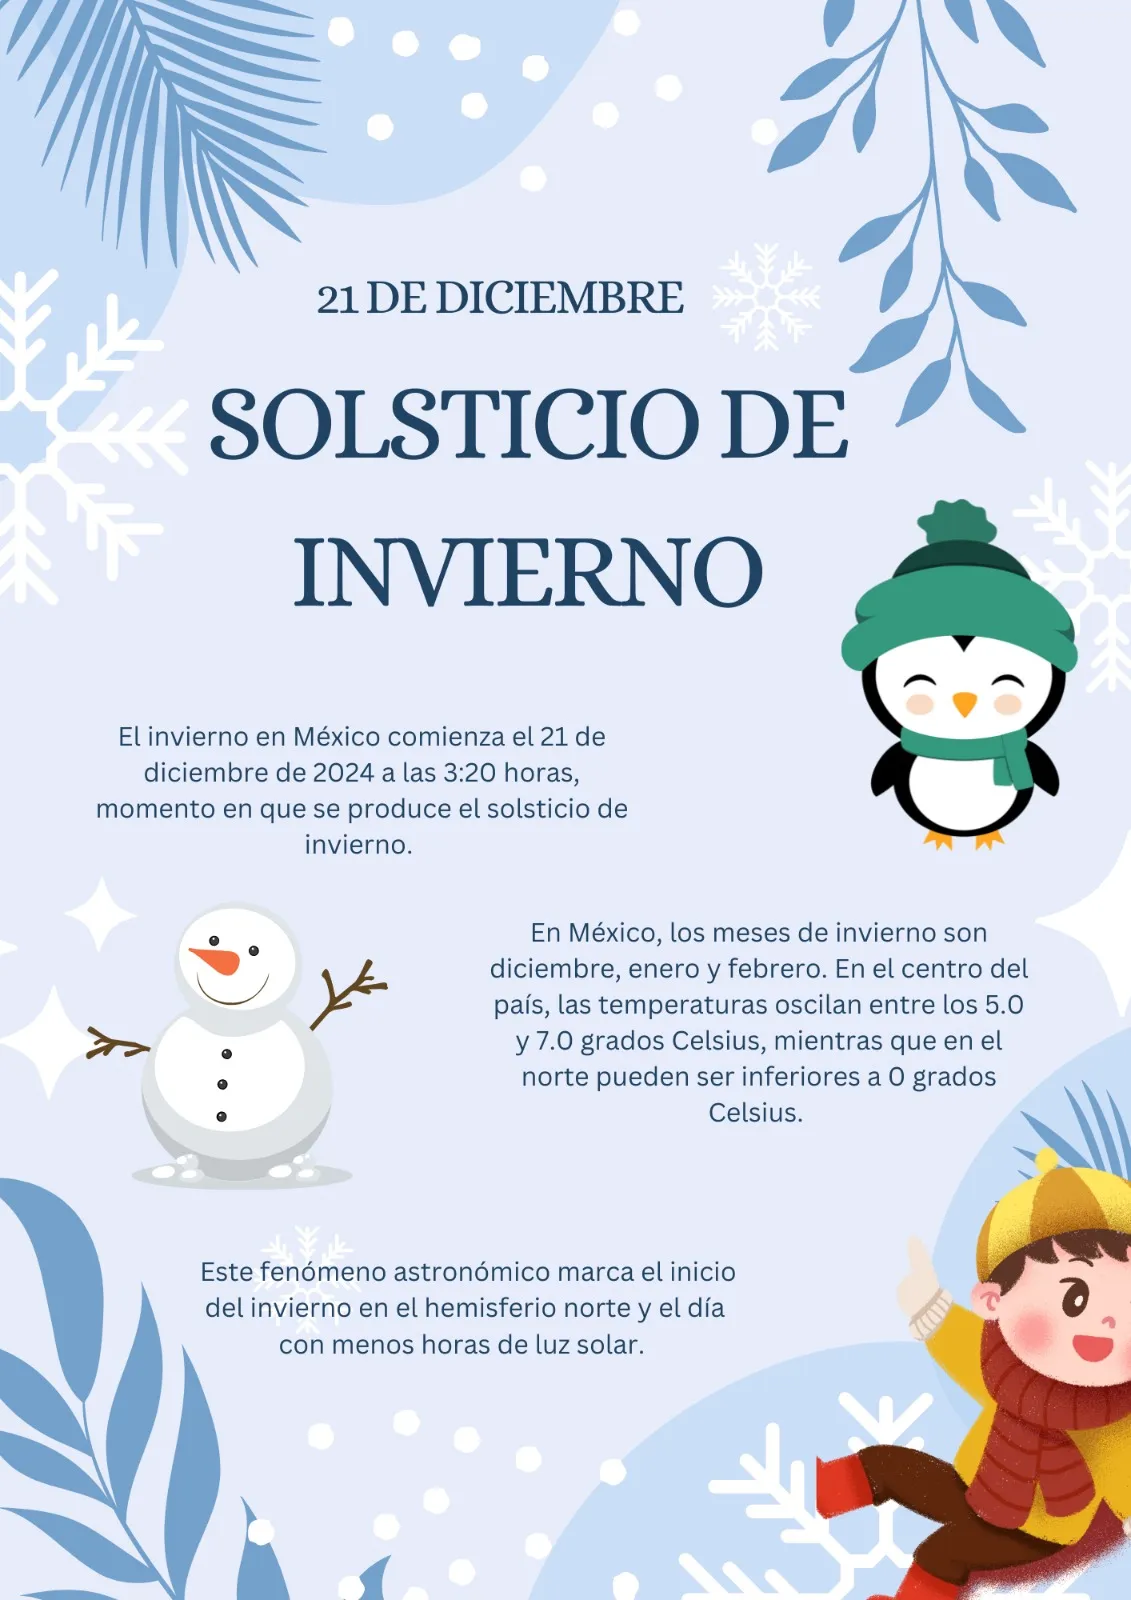 21 DE DICIEMBRE
SOLSTICIO DE
INVIERNO
El invierno en México comienza el 21 de
diciembre de 2024 a las 3:20 horas,
momento en que se produce el solsticio de
invierno.
En México, los meses de invierno son
diciembre, enero y febrero. En el centro del
país, las temperaturas oscilan entre los 5.0
y 7.0 grados Celsius, mientras que en el
norte pueden ser inferiores a 0 grados
Celsius.
Este fenómeno astronómico marca el inicio
del invierno en el hemisferio norte y el día
con menos horas de luz solar.